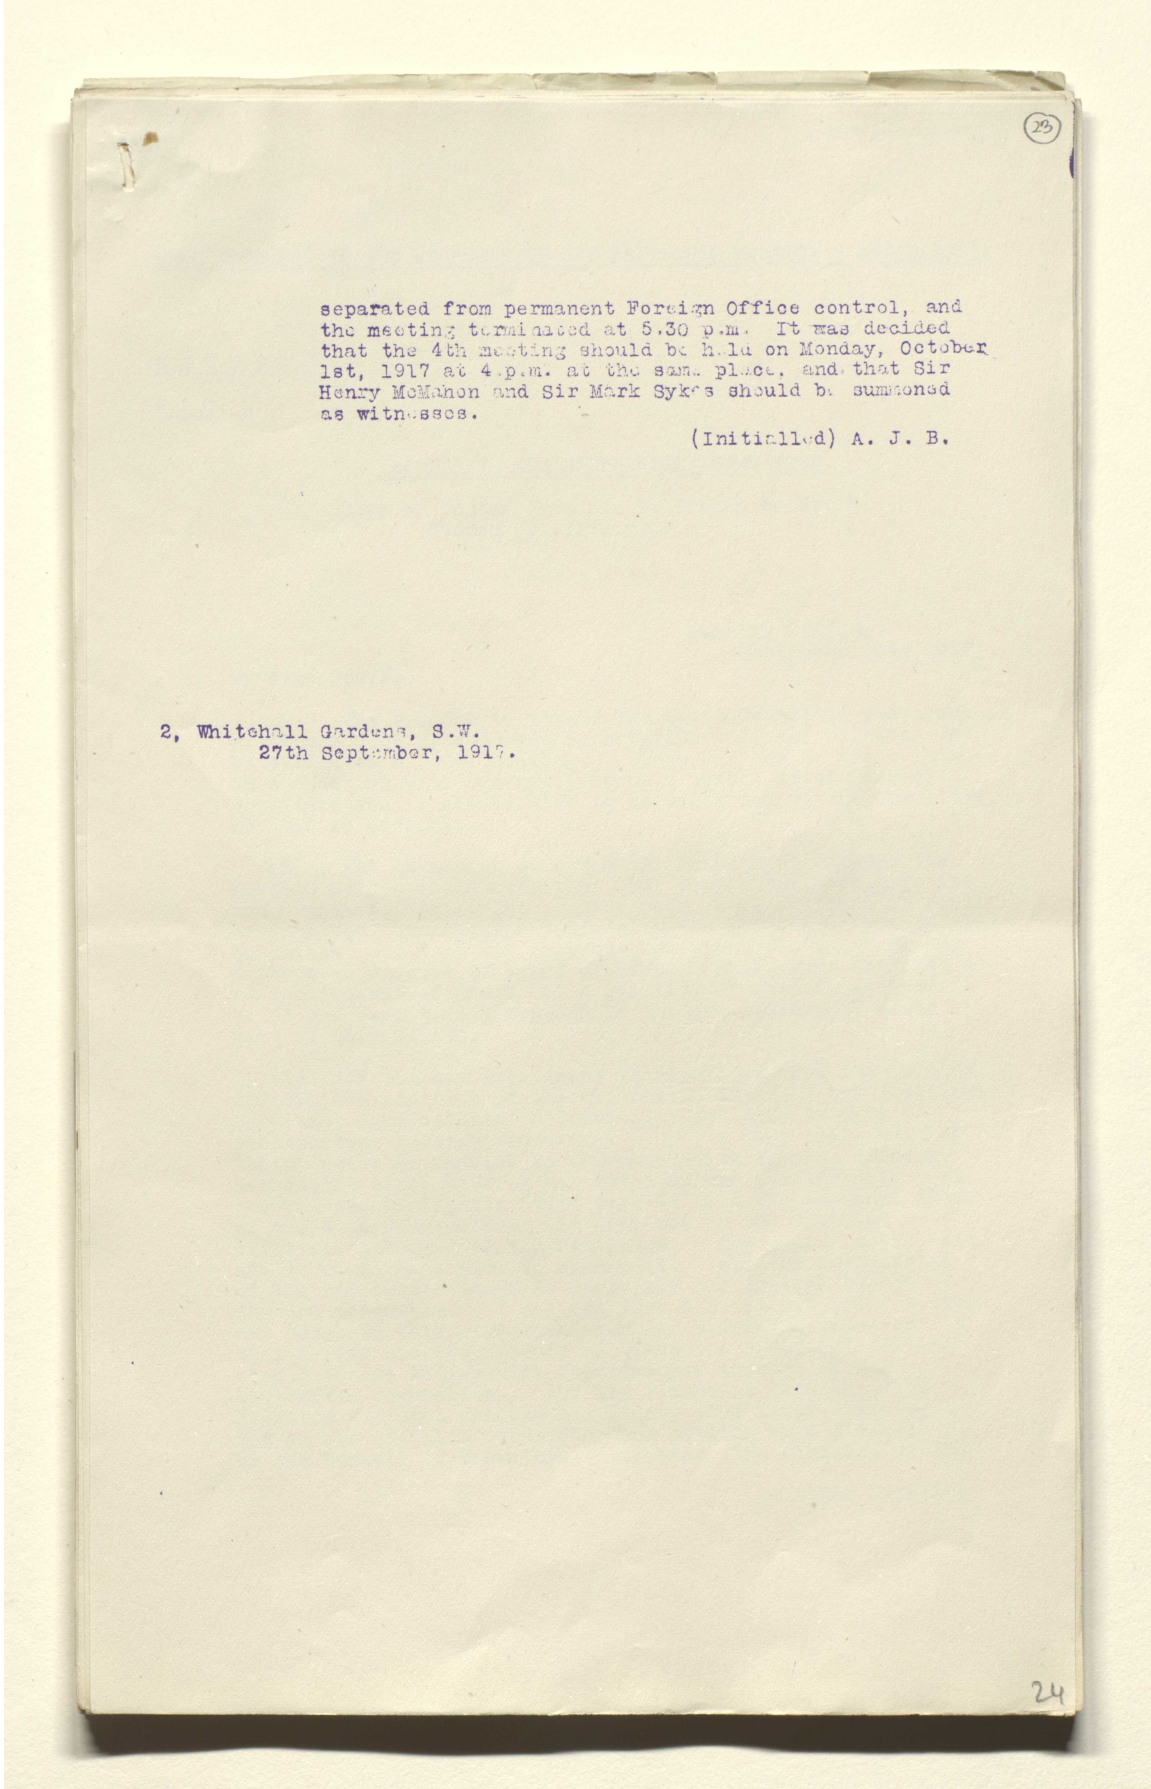 23
separated from permanent Foreign Office control, and
the meeting terminated at 5.30 p.m. It was decided
that the 4th meeting should be held on Monday, October
1st, 1917 at 4.p.m. at the same place, and that Sir
Henry McMahon and Sir Mark Sykes should be summoned
as witnesses.
(Initialled) A. J. B.
2, Whitehall Gardens, S.W.
27th September, 1917.
24